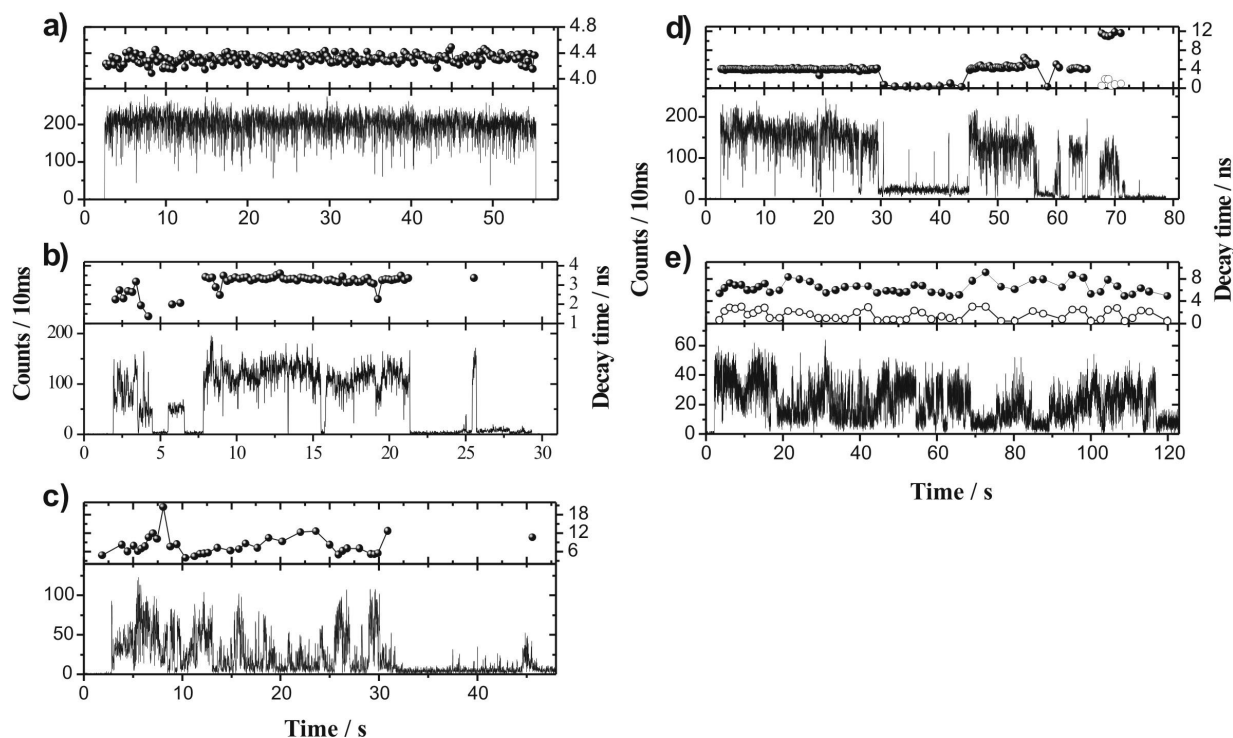 a)
4.8
4.4
4.0
200
100
0
0 10 20 30 40 50
b)
4
3
2
1
200
100
0
0 5 10 15 20 25 30
Counts / 10ms
Decay time / ns
c)
18
12
6
100
50
0
0 10 20 30 40
Time / s
d)
12
8
4
0
200
100
0
0 10 20 30 40 50 60 70 80
Counts / 10ms
Decay time / ns
e)
8
4
0
60
40
20
0
0 20 40 60 80 100 120
Time / s